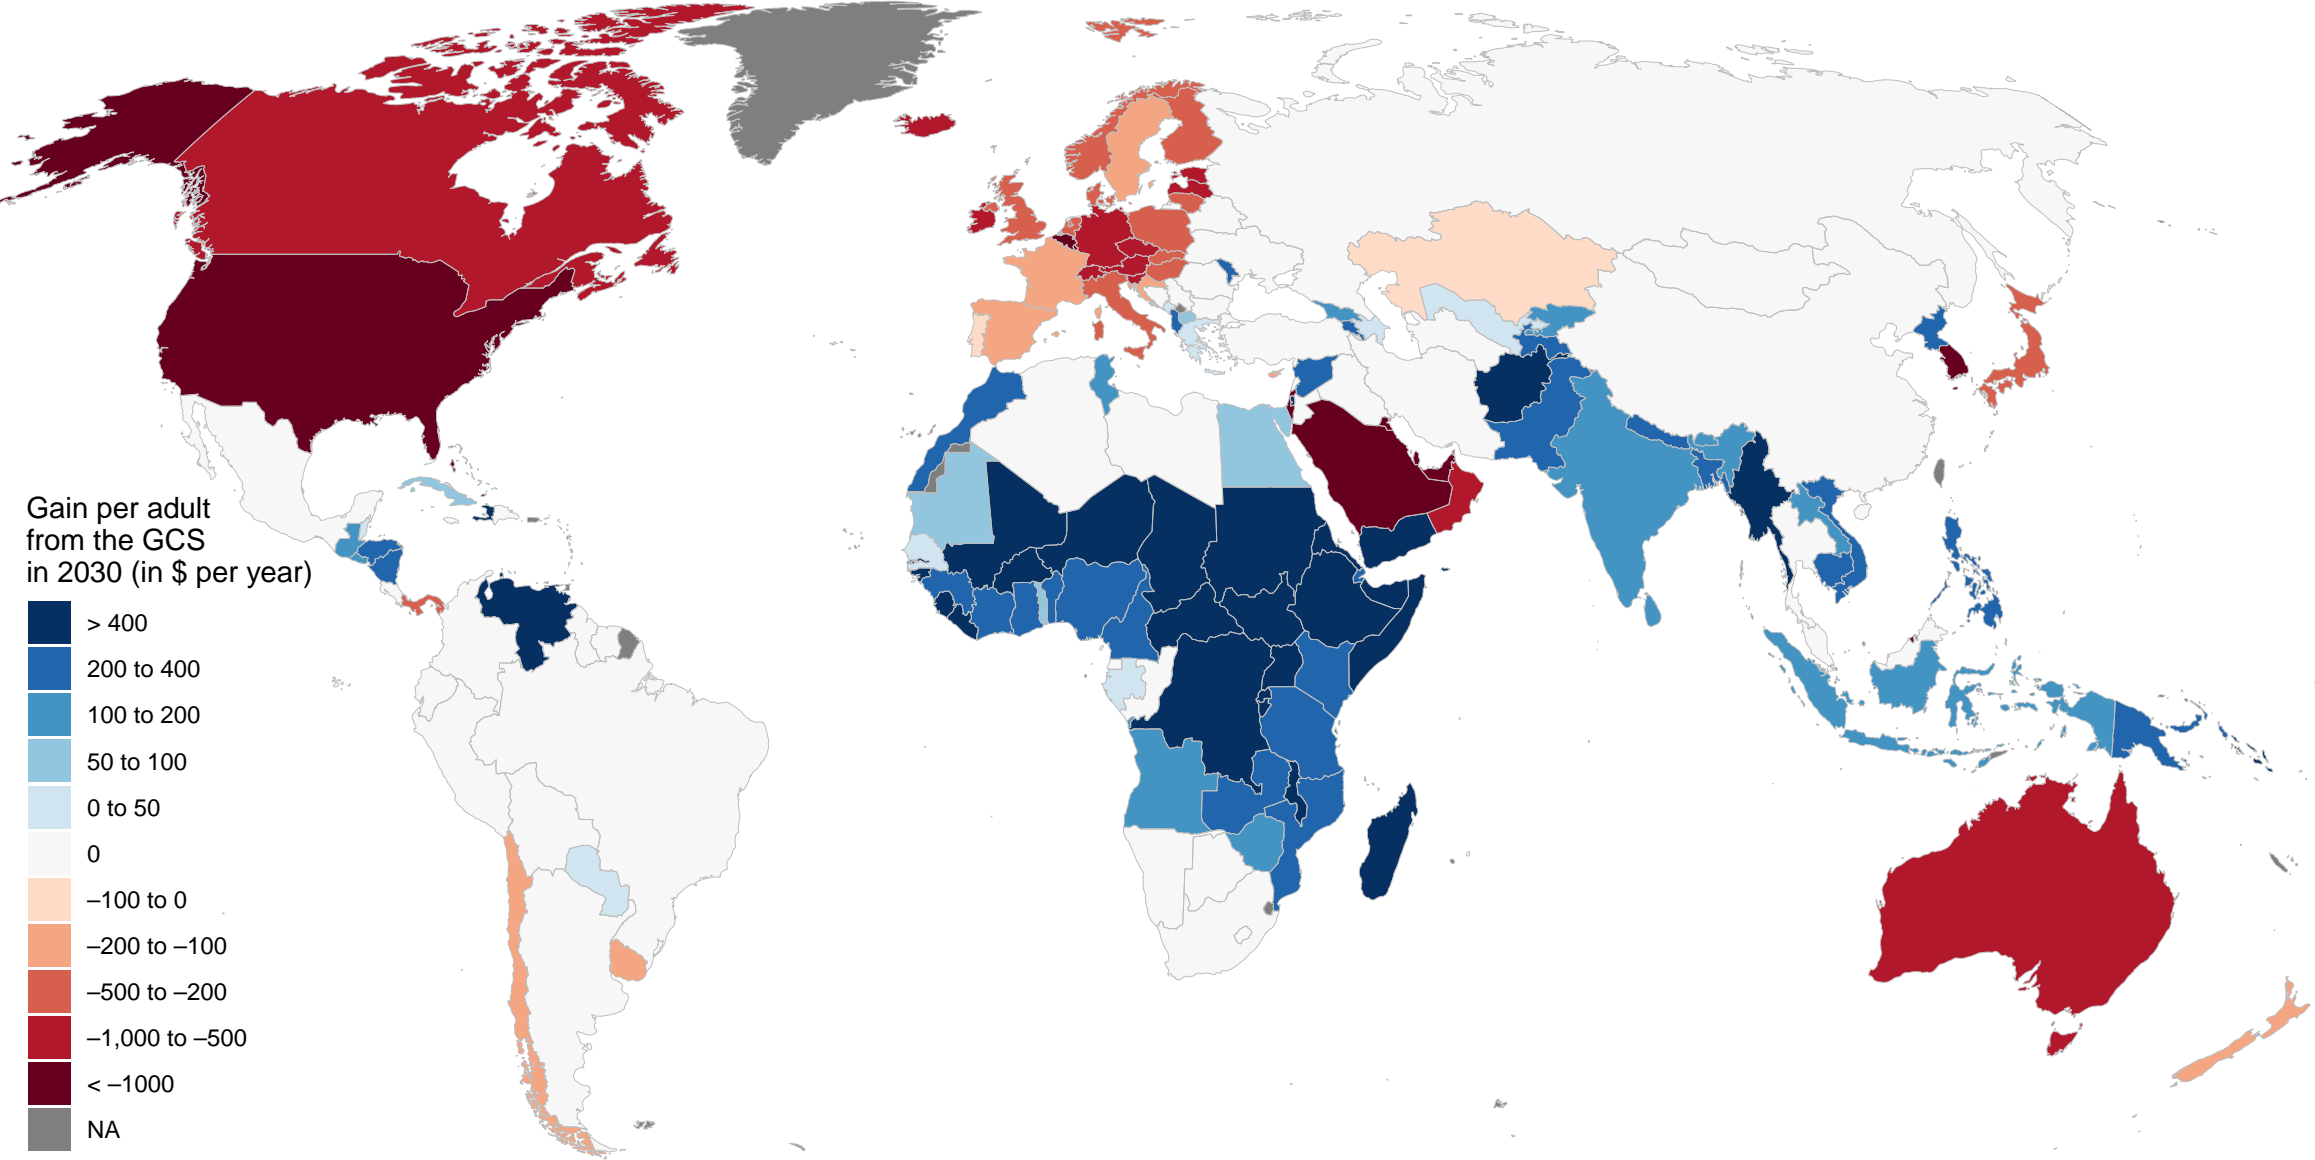 Gain per adult
from the GCS
in 2030 (in $ per year)
> 400
200 to 400
100 to 200
50 to 100
0 to 50
0
–100 to 0
–200 to –100
–500 to –200
–1,000 to –500
< –1000
NA